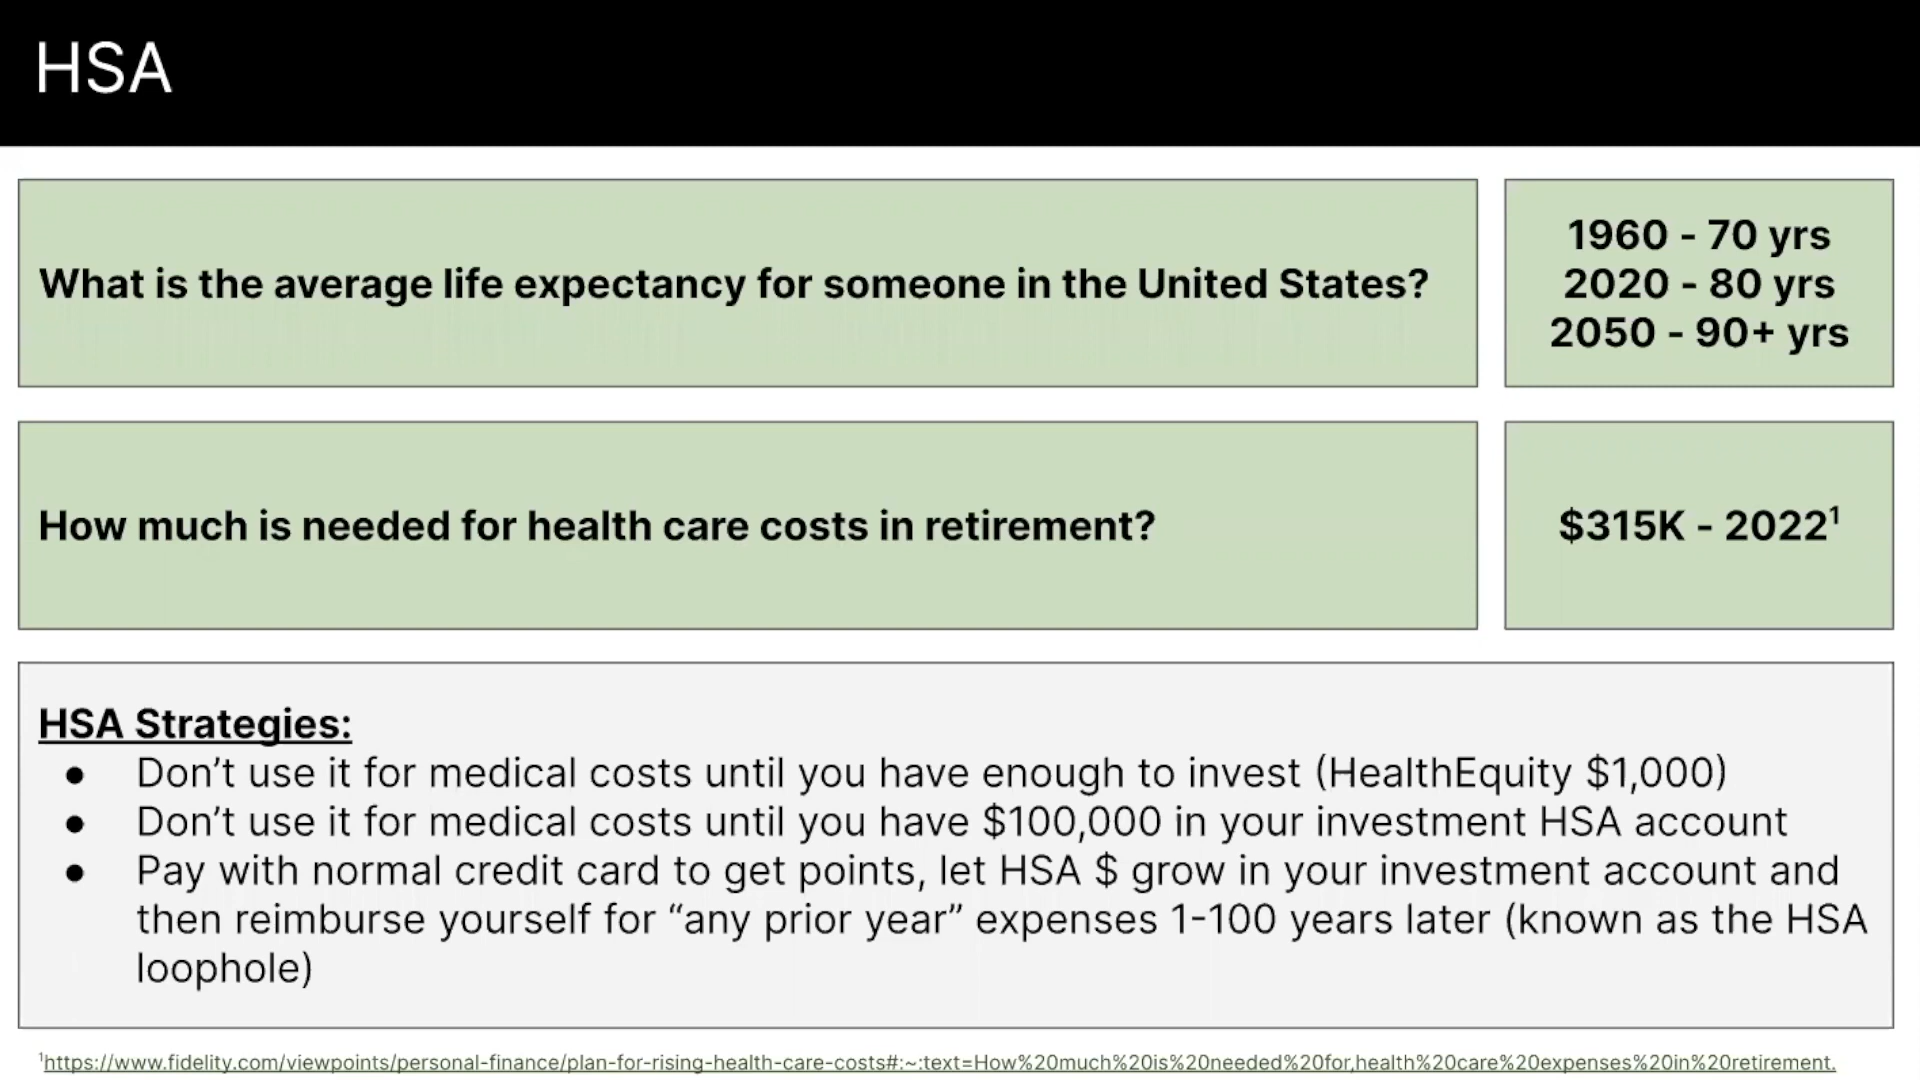 HSA
What is the average life expectancy for someone in the United States?
1960 - 70 yrs
2020 - 80 yrs
2050 - 90+ yrs
How much is needed for health care costs in retirement?
$315K - 2022¹
HSA Strategies:
● Don’t use it for medical costs until you have enough to invest (HealthEquity $1,000)
● Don’t use it for medical costs until you have $100,000 in your investment HSA account
● Pay with normal credit card to get points, let HSA $ grow in your investment account and
then reimburse yourself for “any prior year” expenses 1-100 years later (known as the HSA
loophole)
¹https://www.fidelity.com/viewpoints/personal-finance/plan-for-rising-health-care-costs#:~:text=How%20much%20is%20needed%20for,health%20care%20expenses%20in%20retirement.